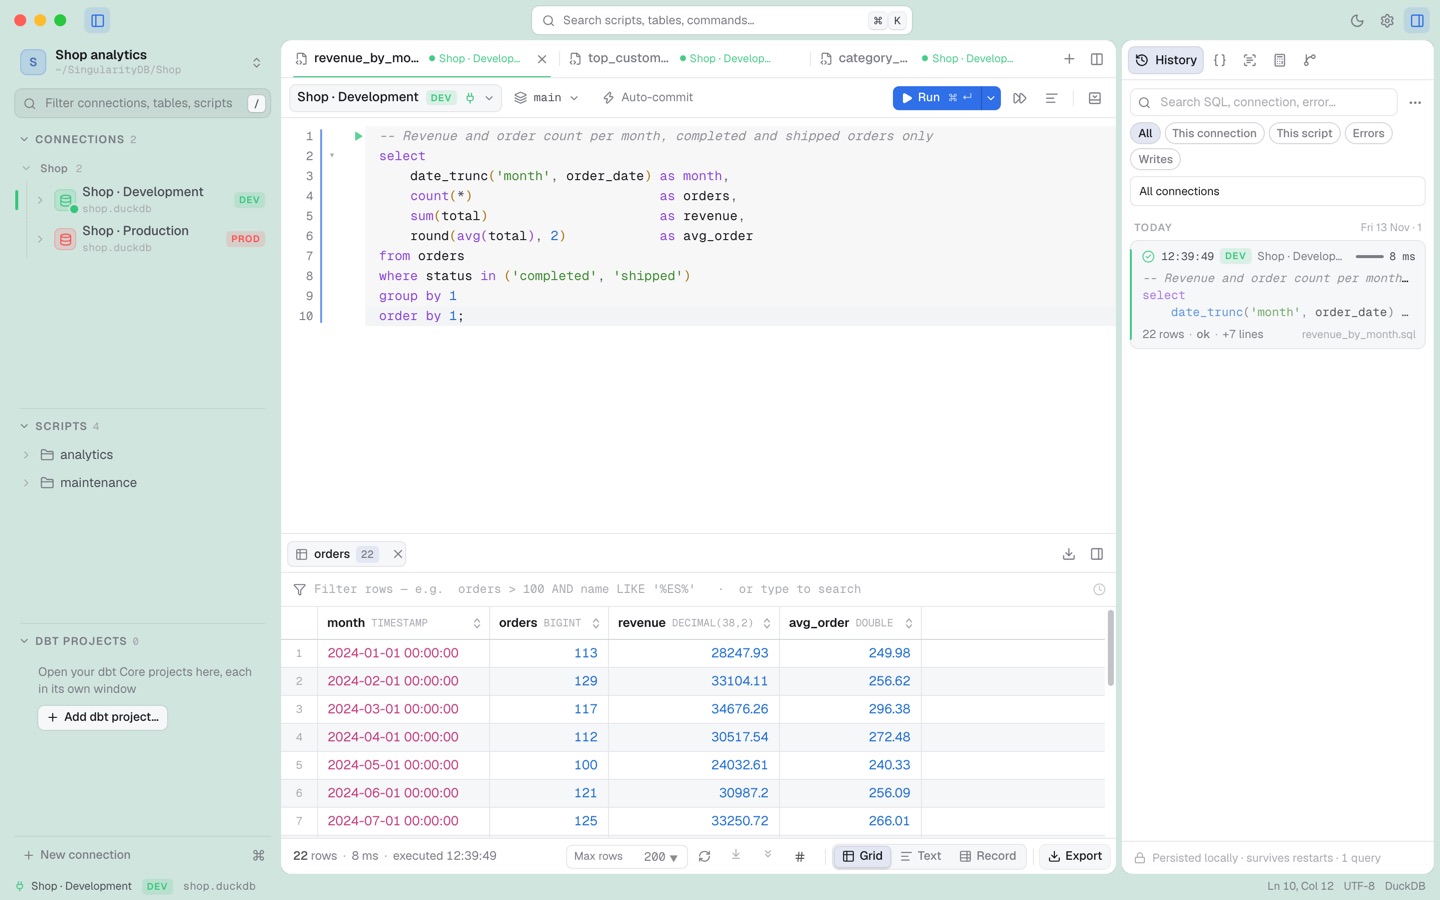 Search scripts, tables, commands...
⌘ K
S
Shop analytics
~/SingularityDB/Shop
Filter connections, tables, scripts /
CONNECTIONS 2
Shop 2
Shop · Development
shop.duckdb
DEV
Shop · Production
shop.duckdb
PROD
SCRIPTS 4
analytics
maintenance
DBT PROJECTS 0
Open your dbt Core projects here, each
in its own window
+ Add dbt project...
+ New connection ⌘
revenue_by_mo... Shop · Develop...
top_custom... Shop · Develop...
category_... Shop · Develop...
Shop · Development DEV
main
Auto-commit
Run ⌘ ↵
1 -- Revenue and order count per month, completed and shipped orders only
2 select
3 date_trunc('month', order_date) as month,
4 count(*) as orders,
5 sum(total) as revenue,
6 round(avg(total), 2) as avg_order
7 from orders
8 where status in ('completed', 'shipped')
9 group by 1
10 order by 1;
orders 22
Filter rows — e.g. orders > 100 AND name LIKE '%ES%' · or type to search
month TIMESTAMP orders BIGINT revenue DECIMAL(38,2) avg_order DOUBLE
1 2024-01-01 00:00:00 113 28247.93 249.98
2 2024-02-01 00:00:00 129 33104.11 256.62
3 2024-03-01 00:00:00 117 34676.26 296.38
4 2024-04-01 00:00:00 112 30517.54 272.48
5 2024-05-01 00:00:00 100 24032.61 240.33
6 2024-06-01 00:00:00 121 30987.2 256.09
7 2024-07-01 00:00:00 125 33250.72 266.01
22 rows · 8 ms · executed 12:39:49
Max rows 200
#
Grid
Text
Record
Export
History
{}
Search SQL, connection, error...
All
This connection
This script
Errors
Writes
All connections
TODAY Fri 13 Nov · 1
12:39:49 DEV Shop · Develop... 8 ms
-- Revenue and order count per month…
select
date_trunc('month', order_date) …
22 rows · ok · +7 lines revenue_by_month.sql
Persisted locally · survives restarts · 1 query
Shop · Development DEV shop.duckdb
Ln 10, Col 12 UTF-8 DuckDB